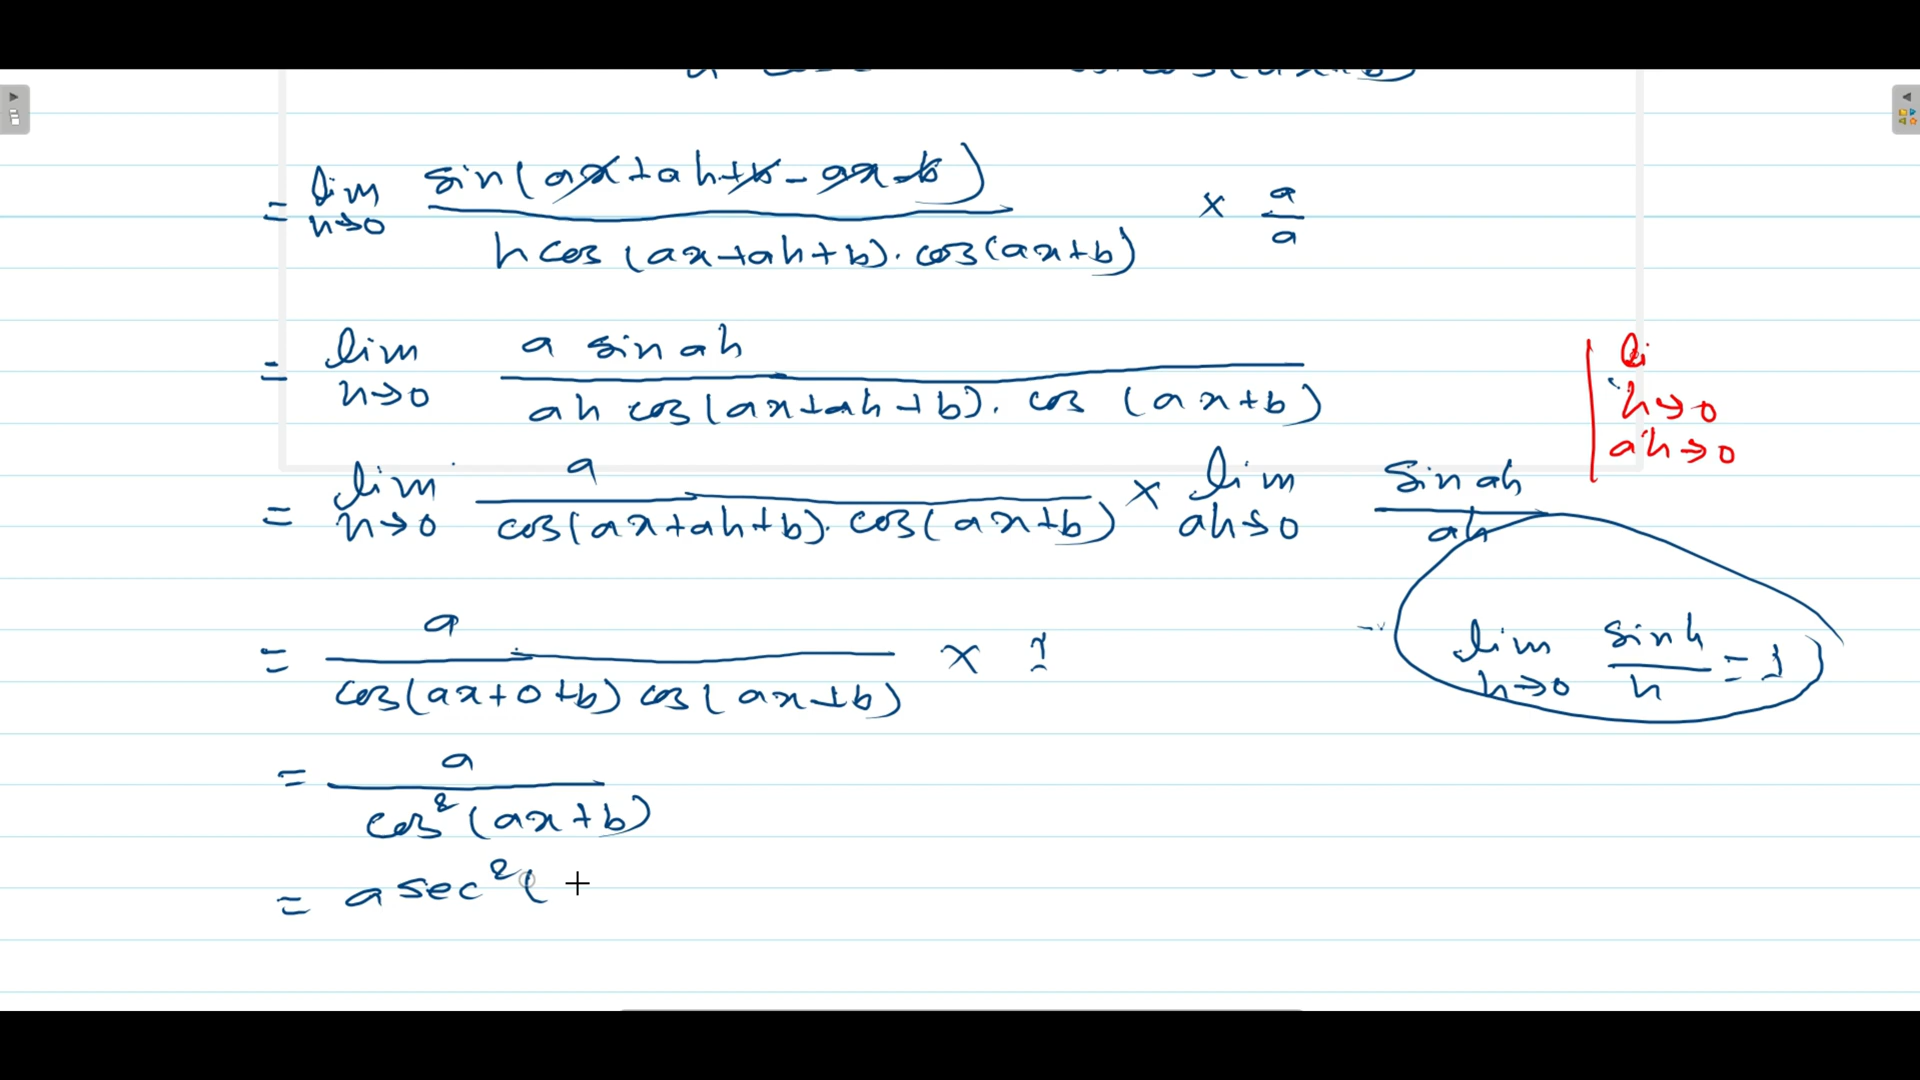 = lim h→0 sin(ax+ah+b-ax-b) / h cos(ax+ah+b).cos(ax+b) × a/a
= lim h→0 a sin ah / ah cos(ax+ah+b). cos (ax+b)
li
h→0
ah→0
= lim h→0 a / cos(ax+ah+b). cos(ax+b) × lim ah→0 sin ah / ah
= a / cos(ax+0+b) cos(ax+b) × 1
lim h→0 sin h / h = 1
= a / cos²(ax+b)
= a sec²(